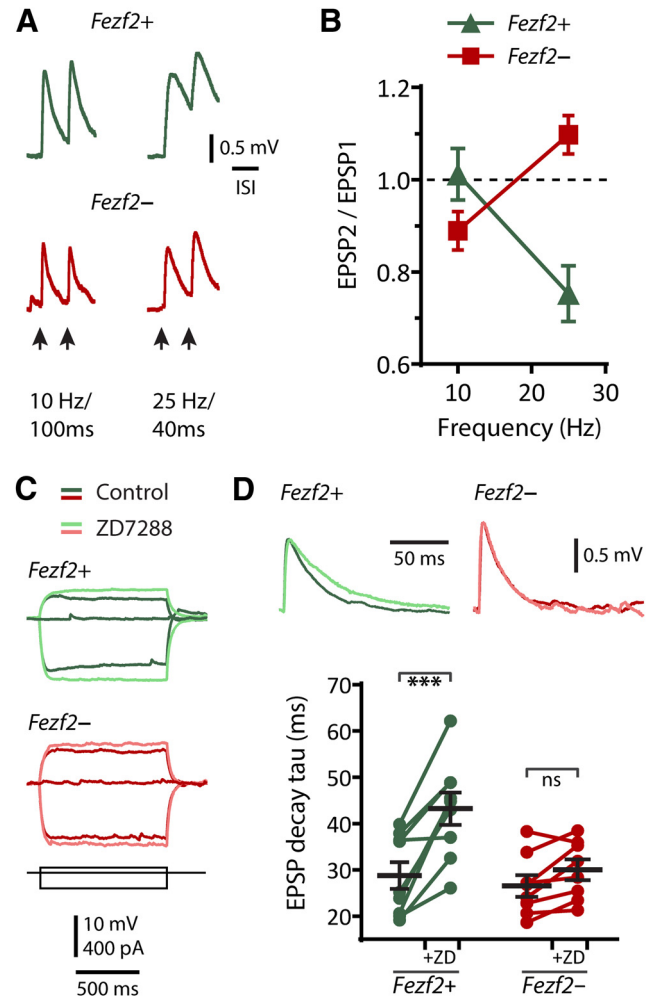 A
Fezf2+
0.5 mV
ISI
Fezf2−
10 Hz/
100ms
25 Hz/
40ms
B
Fezf2+
Fezf2−
EPSP2 / EPSP1
1.2
1.0
0.8
0.6
10
20
30
Frequency (Hz)
C
Control
ZD7288
Fezf2+
Fezf2−
10 mV
400 pA
500 ms
D
Fezf2+
Fezf2−
50 ms
0.5 mV
EPSP decay tau (ms)
70
60
50
40
30
20
***
ns
+ZD
+ZD
Fezf2+
Fezf2−